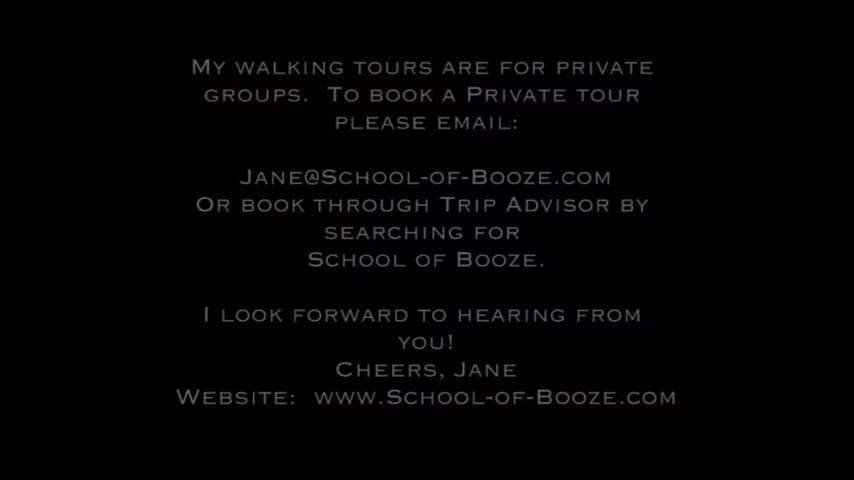 My walking tours are for private
groups. To book a Private tour
please email:
Jane@School-of-Booze.com
Or book through Trip Advisor by
searching for
School of Booze.
I look forward to hearing from
you!
Cheers, Jane
Website: www.School-of-Booze.com